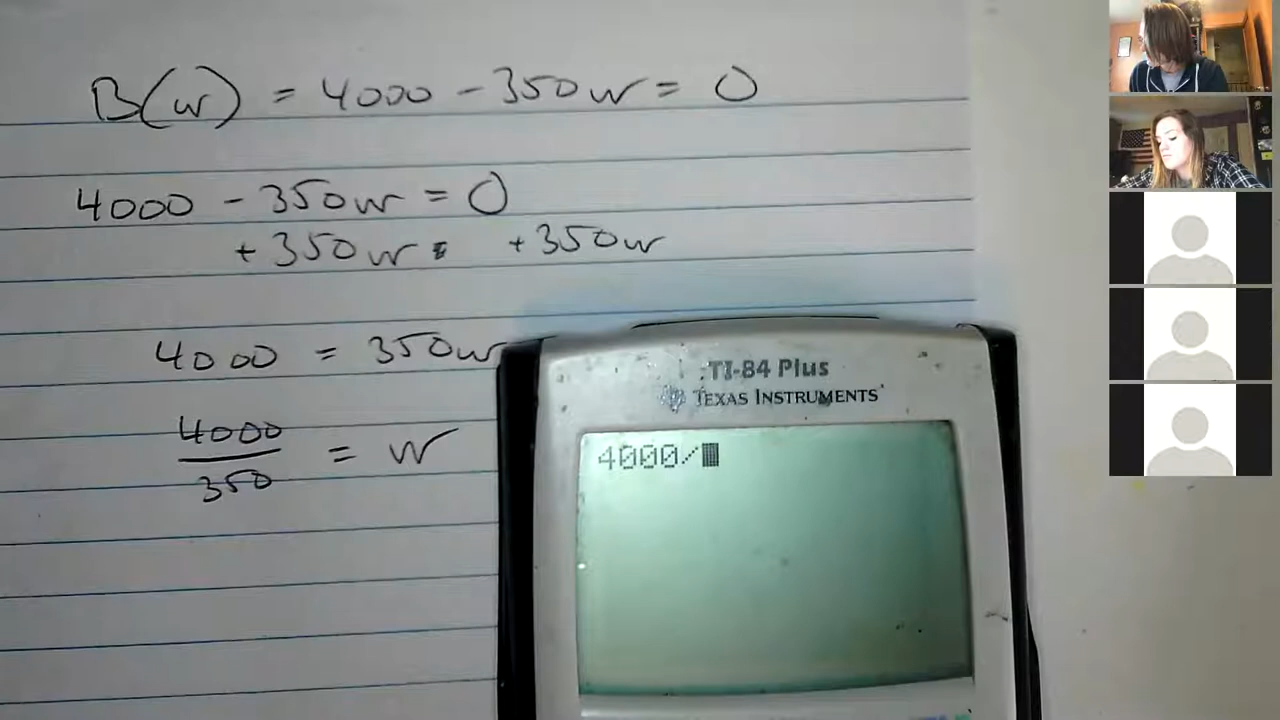 B(w) = 4000 - 350w = 0
4000 - 350w = 0
+350w = +350w
4000 = 350w
4000
350
= w
TI-84 Plus
TEXAS INSTRUMENTS
4000/